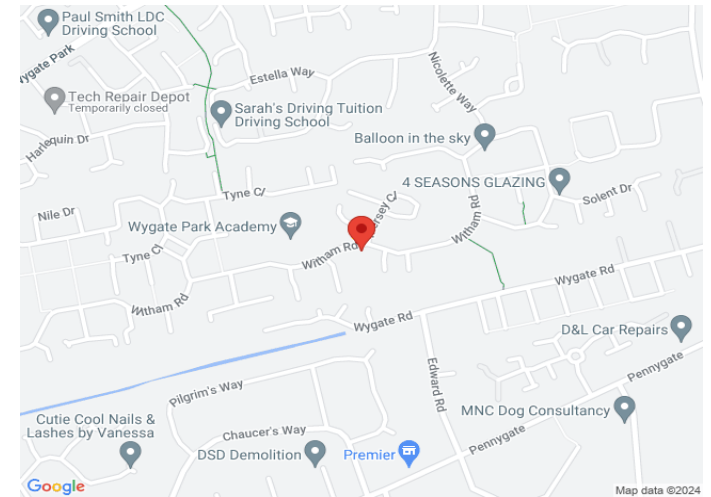 Paul Smith LDC
Driving School
Wygate Park
Estella Way
Nicolette Way
Tech Repair Depot
Temporarily closed
Sarah's Driving Tuition
Driving School
Harlequin Dr
Balloon in the sky
4 SEASONS GLAZING
Solent Dr
Tyne Cl
Nile Dr
Wygate Park Academy
Witham Rd
Tyne Cl
Witham Rd
Witham Rd
Wygate Rd
Wygate Rd
D&L Car Repairs
Edward Rd
Pennygate
Pilgrim's Way
MNC Dog Consultancy
Cutie Cool Nails &
Lashes by Vanessa
Chaucer's Way
Pennygate
DSD Demolition
Premier
Google
Map data ©2024